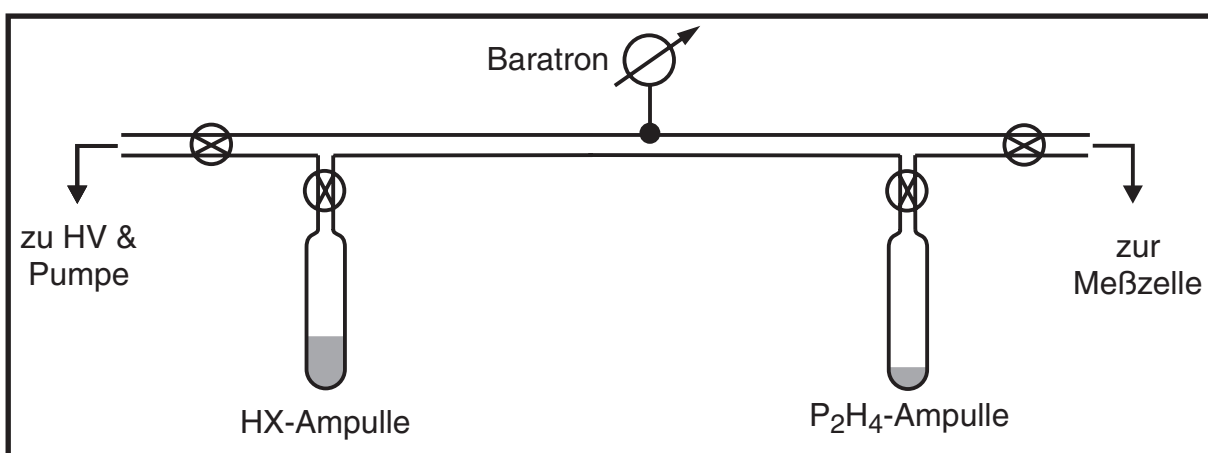 Baratron
zu HV &
Pumpe
zur
Meßzelle
HX-Ampulle
P₂H₄-Ampulle